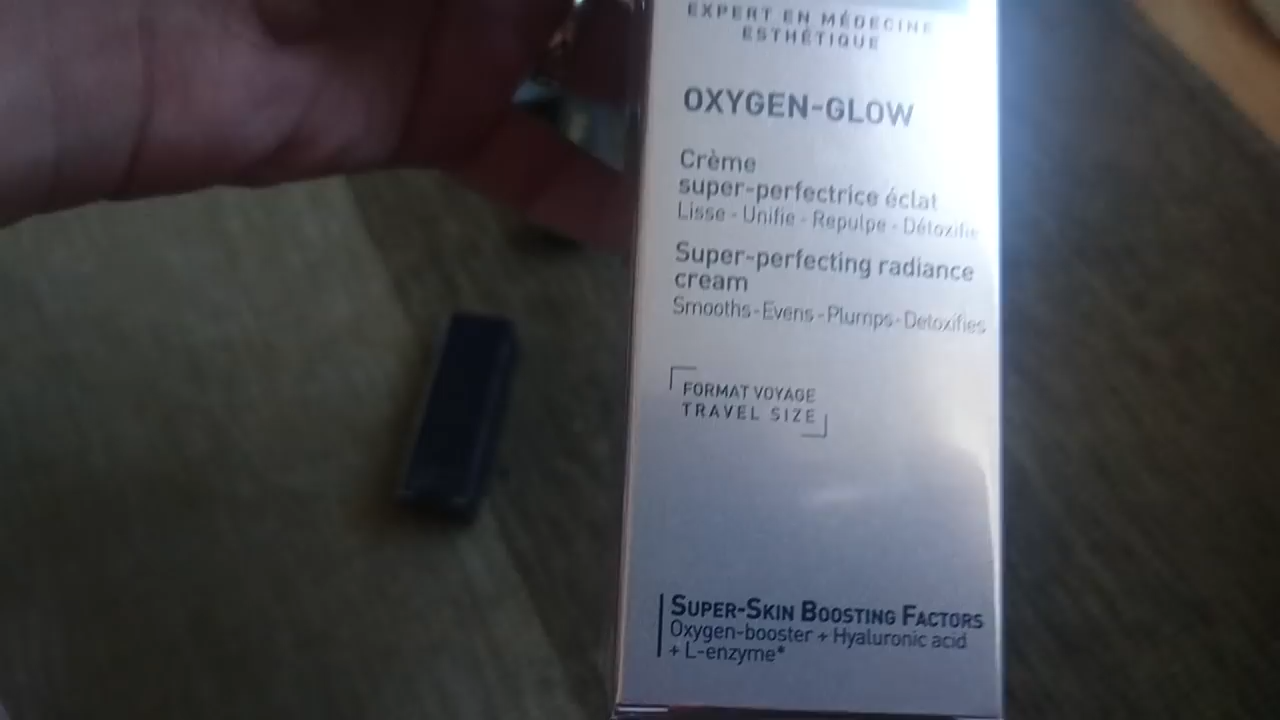 EXPERT EN MÉDECINE
ESTHÉTIQUE
OXYGEN-GLOW
Crème
super-perfectrice éclat
Lisse - Unifie - Repulpe - Détoxifie
Super-perfecting radiance
cream
Smooths - Evens - Plumps - Detoxifies
FORMAT VOYAGE
TRAVEL SIZE
SUPER-SKIN BOOSTING FACTORS
Oxygen-booster + Hyaluronic acid
+ L-enzyme*